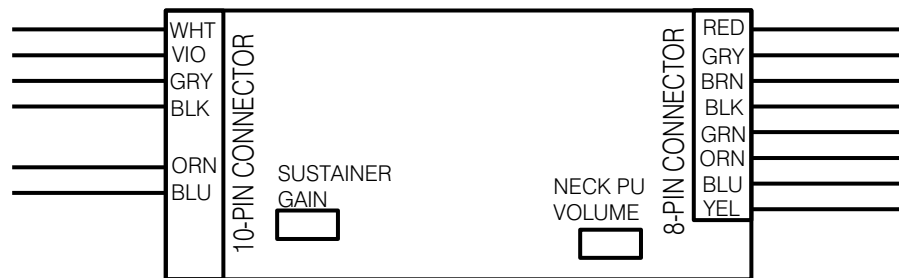 WHT
VIO
GRY
BLK
ORN
BLU
10-PIN CONNECTOR
SUSTAINER
GAIN
NECK PU
VOLUME
8-PIN CONNECTOR
RED
GRY
BRN
BLK
GRN
ORN
BLU
YEL